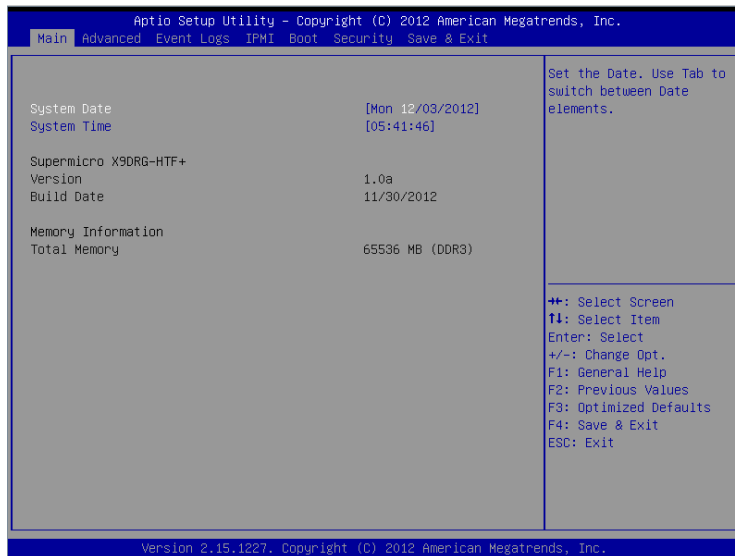 Aptio Setup Utility – Copyright (C) 2012 American Megatrends, Inc.
Main Advanced Event Logs IPMI Boot Security Save & Exit
System Date [Mon 12/03/2012]
System Time [05:41:46]
Supermicro X9DRG-HTF+
Version 1.0a
Build Date 11/30/2012
Memory Information
Total Memory 65536 MB (DDR3)
Set the Date. Use Tab to
switch between Date
elements.
→←: Select Screen
↑↓: Select Item
Enter: Select
+/-: Change Opt.
F1: General Help
F2: Previous Values
F3: Optimized Defaults
F4: Save & Exit
ESC: Exit
Version 2.15.1227. Copyright (C) 2012 American Megatrends, Inc.